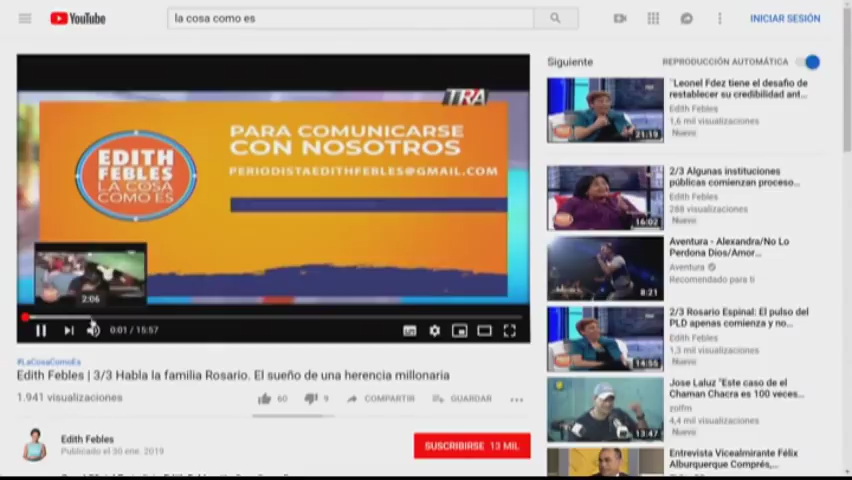 YouTube
la cosa como es
INICIAR SESIÓN
TRA
EDITH
FEBLES
LA COSA
COMO ES
PARA COMUNICARSE
CON NOSOTROS
PERIODISTAEDITHFEBLES@GMAIL.COM
2:06
0:01 / 15:57
#LaCosaComoEs
Edith Febles | 3/3 Habla la familia Rosario. El sueño de una herencia millonaria
1.941 visualizaciones
60
9
COMPARTIR
GUARDAR
Edith Febles
Publicado el 30 ene. 2019
SUSCRIBIRSE 13 MIL
Siguiente
REPRODUCCIÓN AUTOMÁTICA
21:19
"Leonel Fdez tiene el desafio de
restablecer su credibilidad ant...
Edith Febles
1,6 mil visualizaciones
Nuevo
16:02
2/3 Algunas instituciones
públicas comienzan proceso...
Edith Febles
288 visualizaciones
Nuevo
8:21
Aventura - Alexandra/No Lo
Perdona Dios/Amor...
Aventura
Recomendado para ti
14:55
2/3 Rosario Espinal: El pulso del
PLD apenas comienza y no...
Edith Febles
1,3 mil visualizaciones
Nuevo
13:47
Jose Laluz "Este caso de el
Chaman Chacra es 100 veces...
zolfm
4,4 mil visualizaciones
Nuevo
Entrevista Vicealmirante Félix
Alburquerque Comprés,...